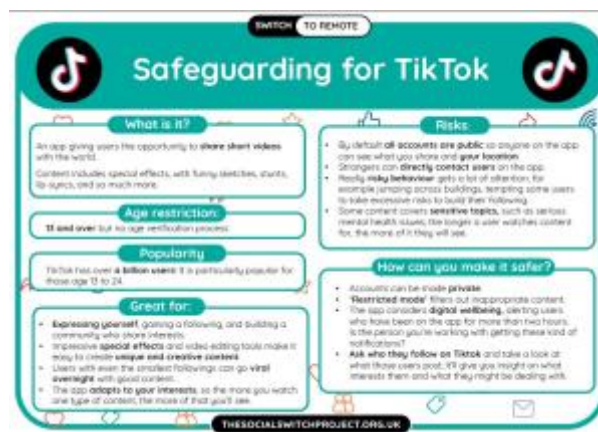 SWITCH TO REMOTE
Safeguarding for TikTok
What is it?
An app giving users the opportunity to share short videos
with the world.
Content includes special effects, with funny sketches, stunts,
lip-syncs, and so much more.
Age restriction:
13 and over but no age verification process
Popularity
TikTok has over a billion users! It is particularly popular for
those age 13 to 24.
Great for:
• Expressing yourself, gaining a following, and building a
community who share interests.
• Impressive special effects and video editing tools make it
easy to create unique and creative content.
• Users with even the smallest followings can go viral
overnight with good content.
• The app adapts to your interests, so the more you watch
one type of content, the more of that you'll see.
Risks:
• By default all accounts are public so anyone on the app
can see what you share and your location.
• Strangers can directly contact users on the app.
• Really risky behaviour gets a lot of attention, for
example jumping across buildings, tempting some users
to take excessive risks to build their following.
• Some content covers sensitive topics, such as serious
mental health issues, the longer a user watches content
for, the more of it they will see.
How can you make it safer?
• Accounts can be made private.
• 'Restricted mode' filters out inappropriate content.
• The app considers digital wellbeing, alerting users
who have been on the app for more than two hours.
Is the person you're working with getting these kind of
notifications?
• Ask who they follow on Tiktok and take a look at
what those users post, it'll give you insight on what
interests them and what they might be dealing with.
THESOCIALSWITCHPROJECT.ORG.UK